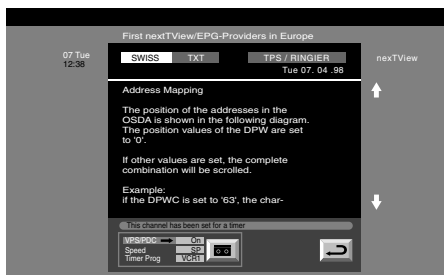 First nextTView/EPG-Providers in Europe
07 Tue
12:38
SWISS TXT TPS / RINGIER nexTView
Tue 07. 04 .98
Address Mapping
The position of the addresses in the
OSDA is shown in the following diagram.
The position values of the DPW are set
to '0'.
If other values are set, the complete
combination will be scrolled.
Example:
if the DPWC is set to '63', the char-
This channel has been set for a timer
VPS/PDC On
Speed SP
Timer Prog VCR1